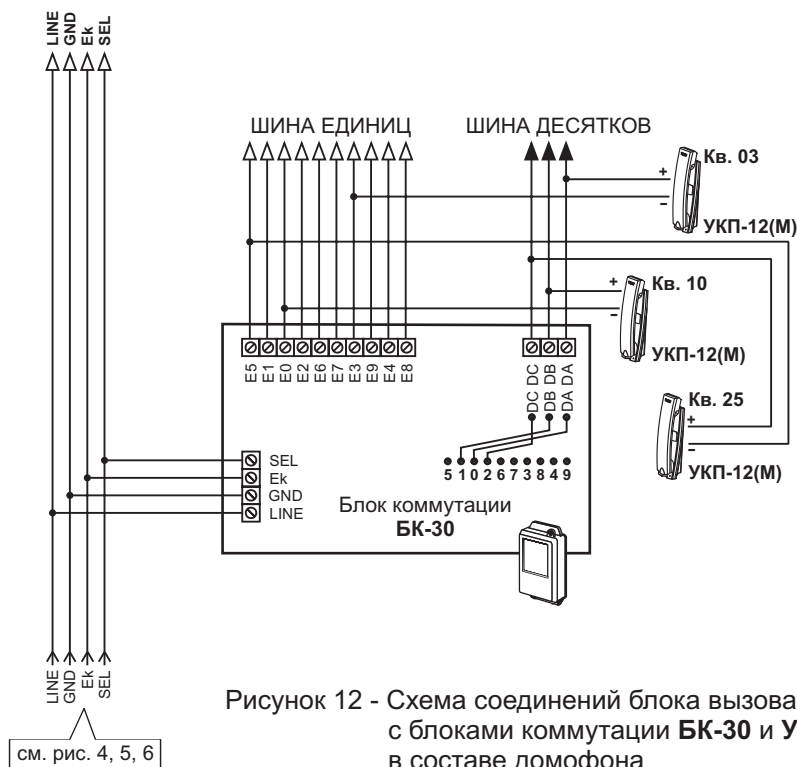 LINE
GND
Ek
SEL
ШИНА ЕДИНИЦ
ШИНА ДЕСЯТКОВ
+
Кв. 03
–
УКП-12(М)
+
Кв. 10
–
УКП-12(М)
Кв. 25
+
–
УКП-12(М)
E5
E1
E0
E2
E6
E7
E3
E9
E4
E8
DC DC
DB DB
DA DA
5 1 0 2 6 7 3 8 4 9
SEL
Ek
GND
LINE
Блок коммутации
БК-30
LINE
GND
Ek
SEL
см. рис. 4, 5, 6
Рисунок 12 - Схема соединений блока вызова
с блоками коммутации БК-30 и У
в составе домофона